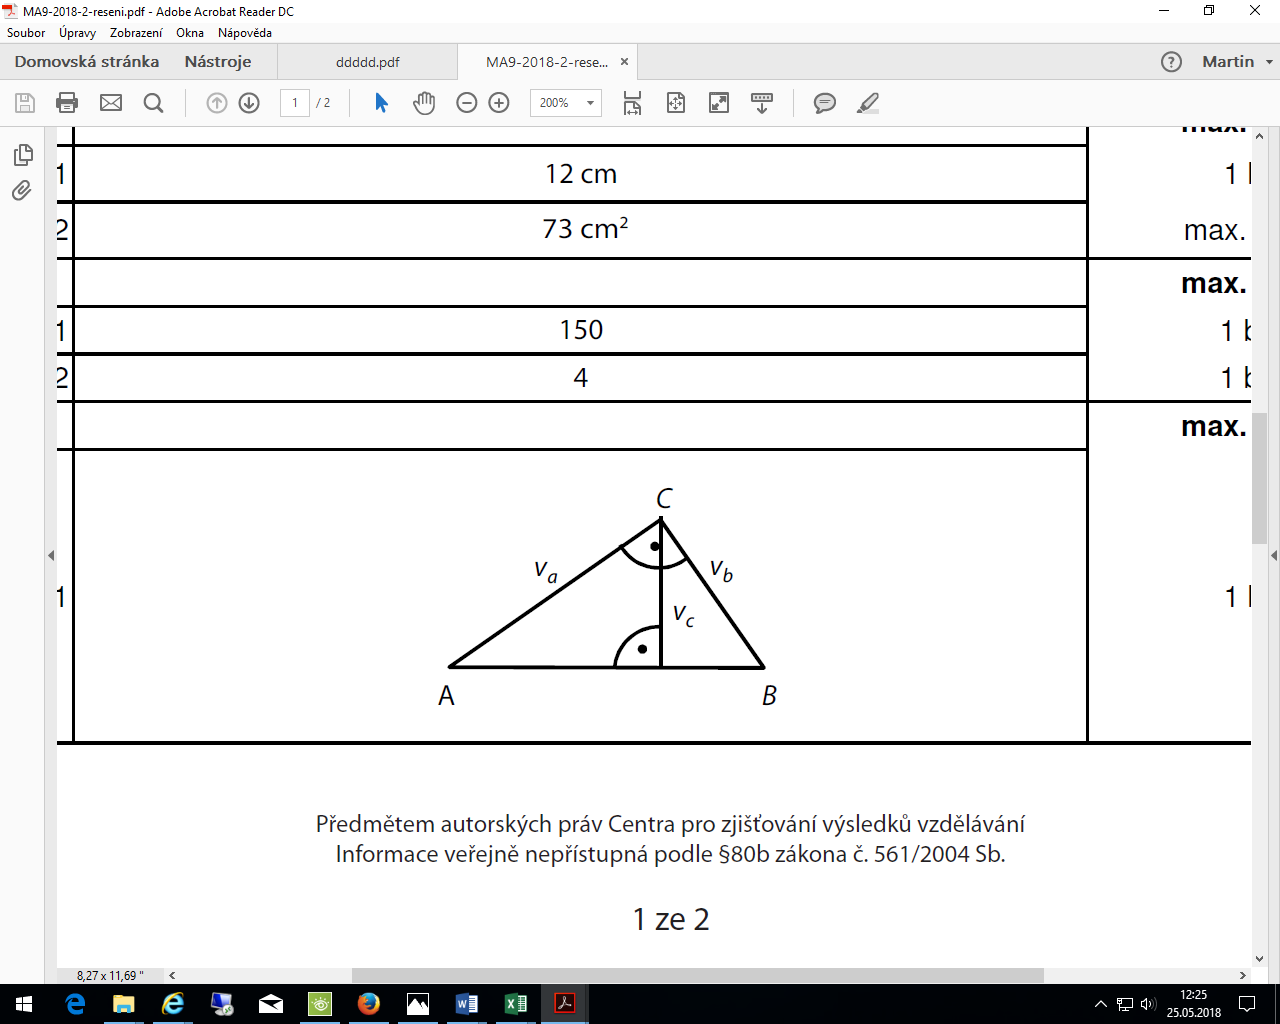 MA9-2018-2-reseni.pdf - Adobe Acrobat Reader DC
Soubor Úpravy Zobrazení Okna Nápověda
Domovská stránka Nástroje ddddd.pdf MA9-2018-2-rese... × Martin
1 / 2 200%
max.
1 12 cm 1
2 73 cm² max.
max.
1 150 1 b
2 4 1 b
max.
C
va vb
vc
1 1
A B
Předmětem autorských práv Centra pro zjišťování výsledků vzdělávání
Informace veřejně nepřístupná podle §80b zákona č. 561/2004 Sb.
1 ze 2
8,27 x 11,69 "
12:25
25.05.2018